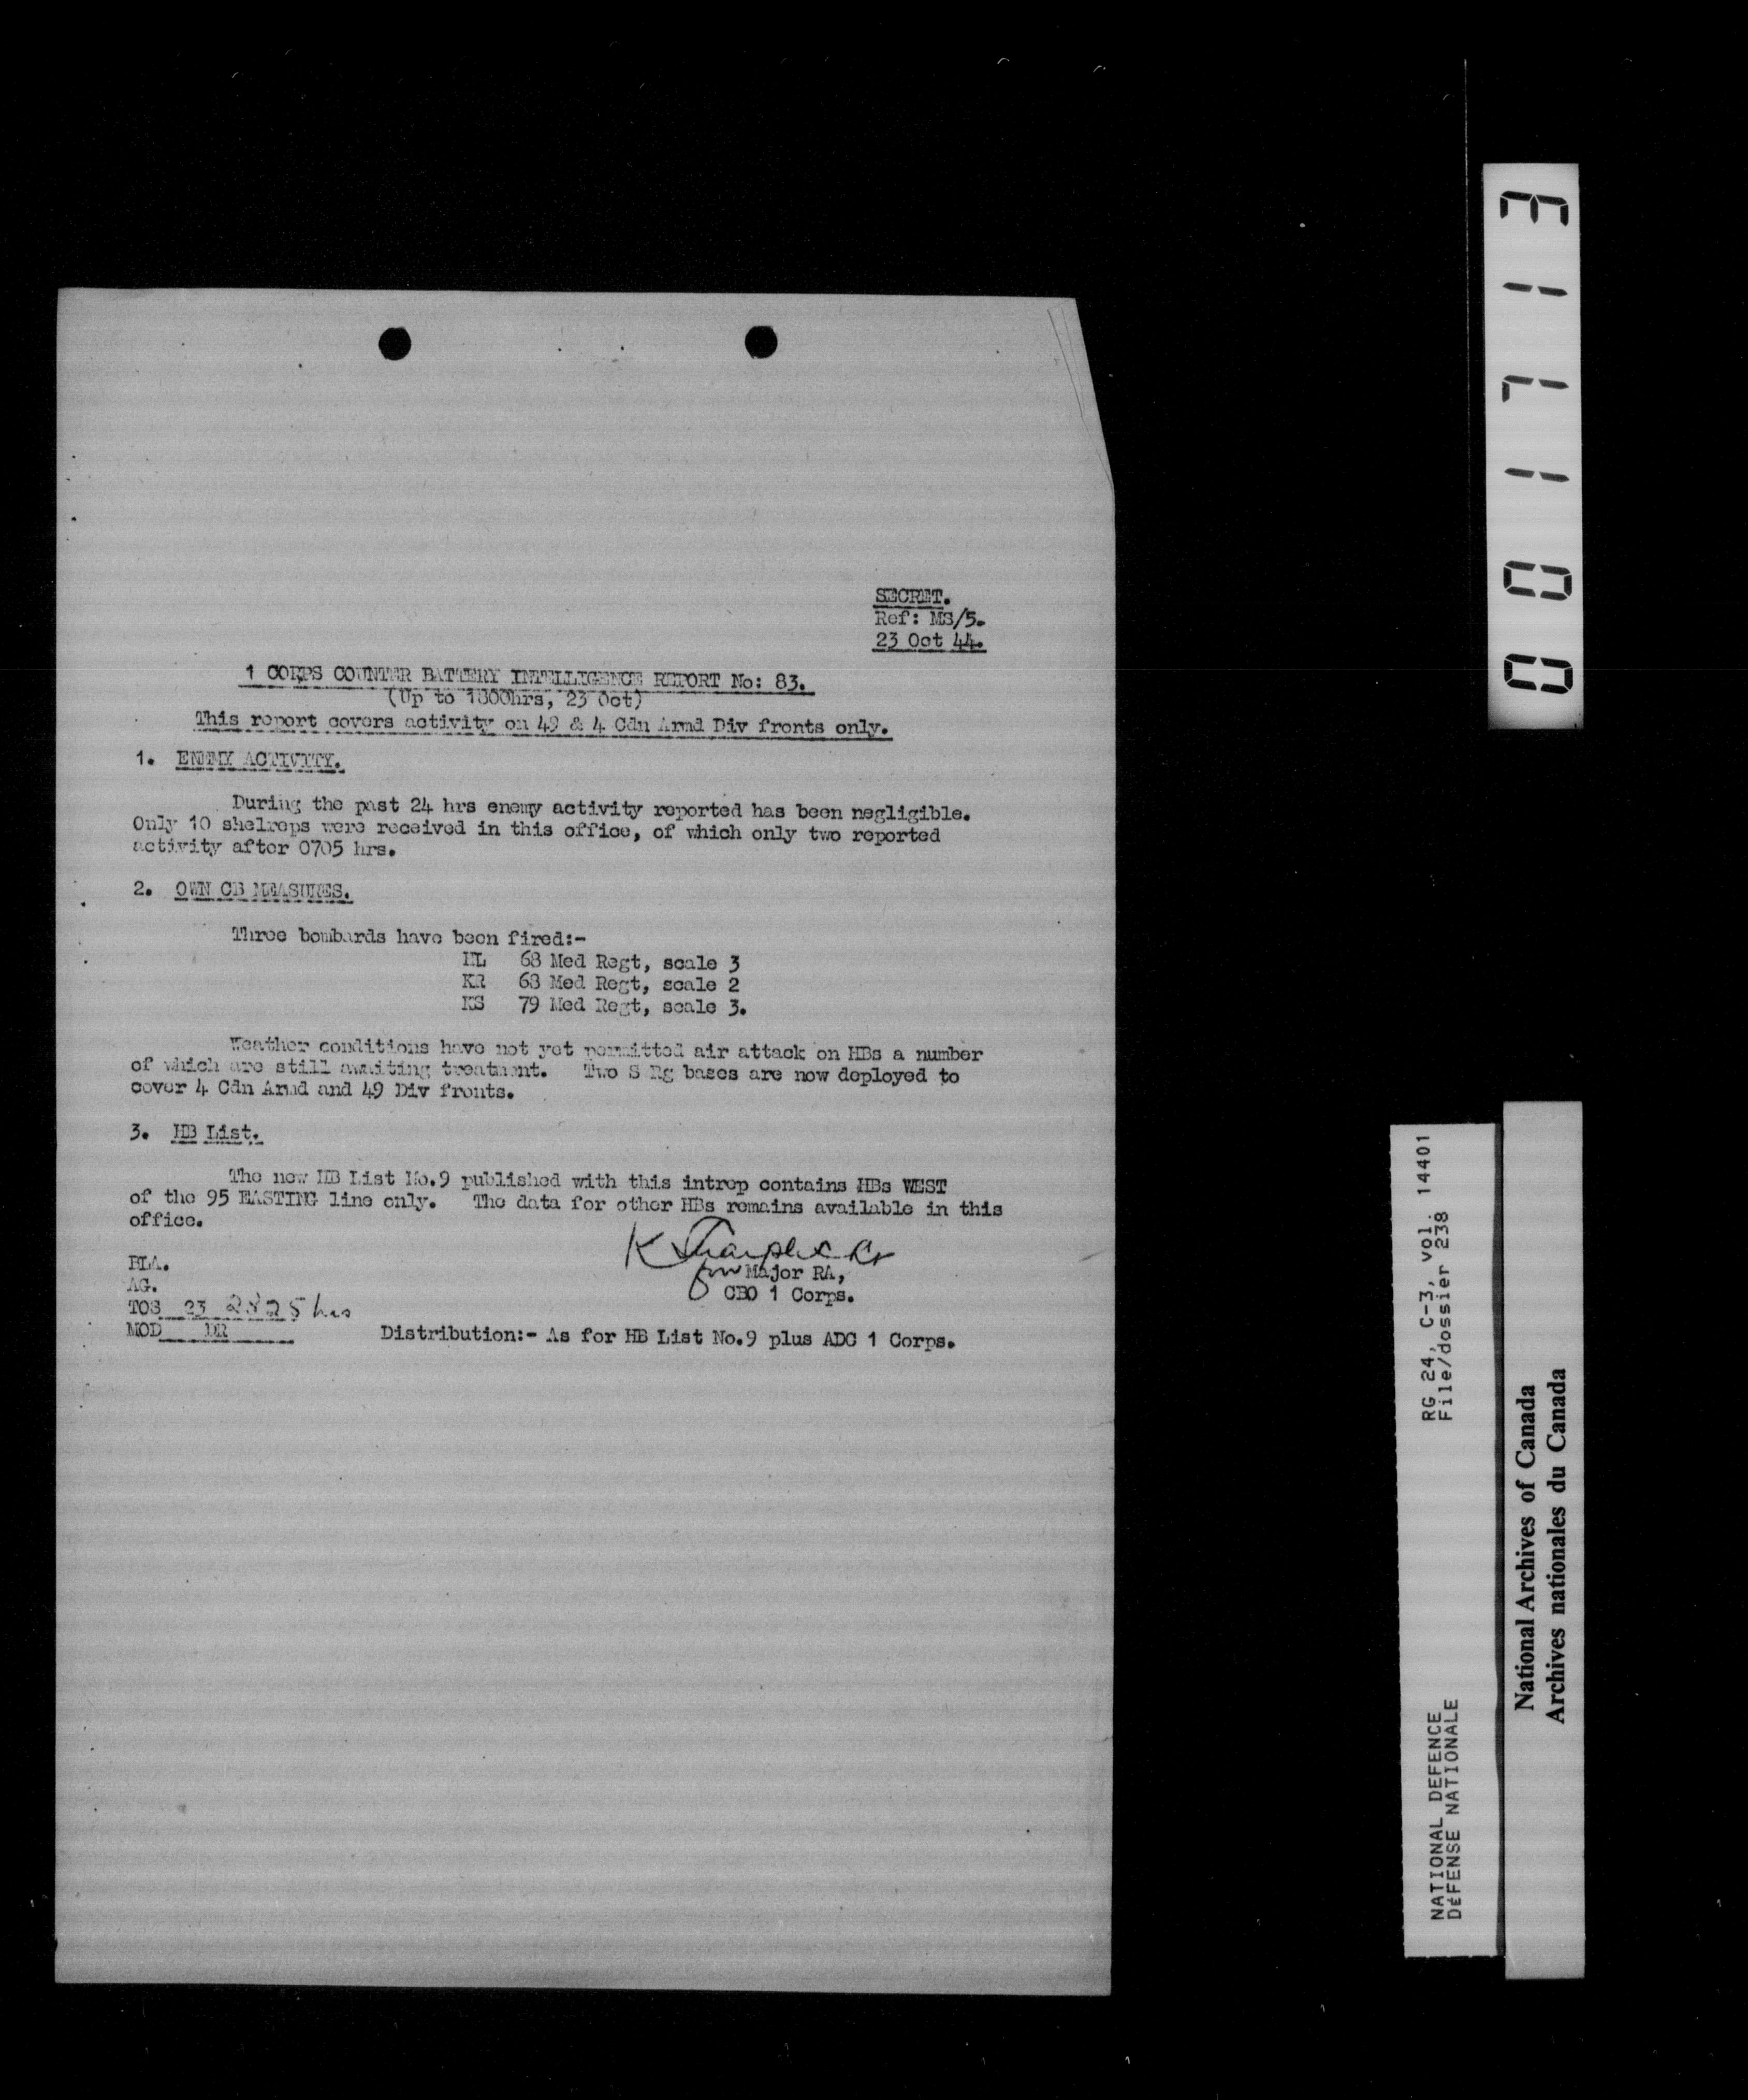 SECRET.
Ref: MS/5.
23 Oct 44.
1 CORPS COUNTER BATTERY INTELLIGENCE REPORT No: 83.
(Up to 1800hrs, 23 Oct)
This report covers activity on 49 & 4 Cdn Armd Div fronts only.
1. ENEMY ACTIVITY.
During the past 24 hrs enemy activity reported has been negligible.
Only 10 shelreps were received in this office, of which only two reported
activity after 0705 hrs.
2. OWN CB MEASURES.
Three bombards have been fired:-
68 Med Regt, scale 3
KR 68 Med Regt, scale 2
KS 79 Med Regt, scale 3.
Weather conditions have not yet permitted air attack on HBs a number
of which are still awaiting treatment. Two S Rg bases are now deployed to
cover 4 Cdn Armd and 49 Div fronts.
3. HB List.
The new HB List No.9 published with this intrep contains HBs WEST
of the 95 EASTING line only. The data for other HBs remains available in this
office.
for Major RA,
CBO 1 Corps.
BLA.
AG.
TOS 23 hrs
MOD DR
Distribution:- As for HB List No.9 plus ADC 1 Corps.
001713
RG 24, C-3, vol. 14401
File/dossier 238
NATIONAL DEFENCE
DÉFENSE NATIONALE
National Archives of Canada
Archives nationales du Canada